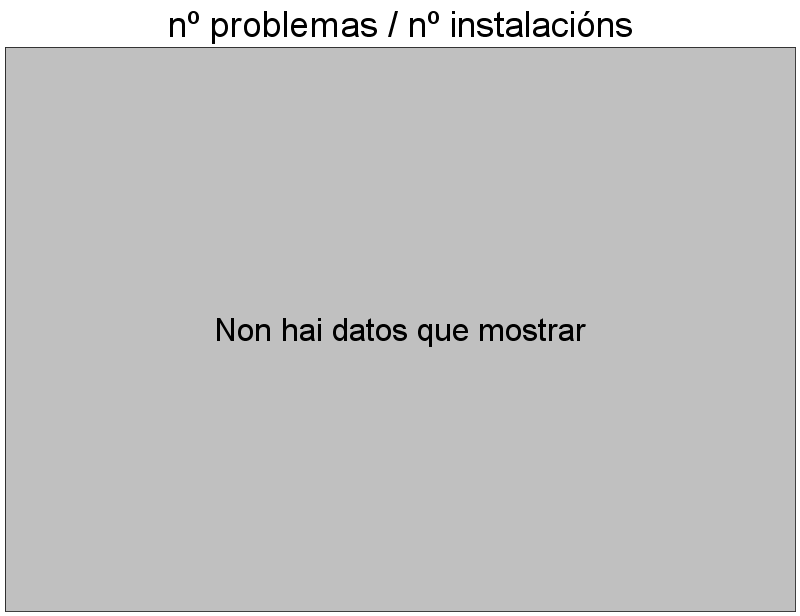 nº problemas / nº instalacións
Non hai datos que mostrar